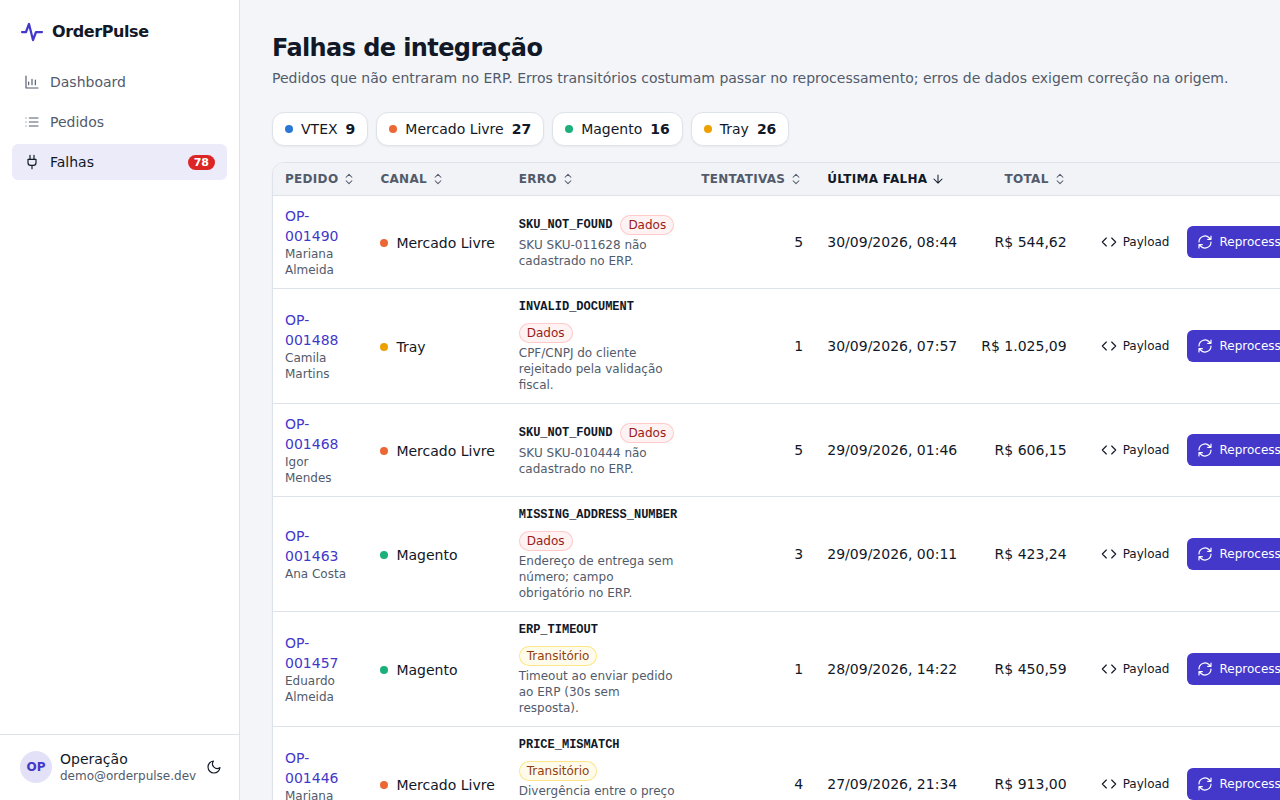 OrderPulse
Dashboard
Pedidos
Falhas 78
OP Operação
demo@orderpulse.dev
Falhas de integração
Pedidos que não entraram no ERP. Erros transitórios costumam passar no reprocessamento; erros de dados exigem correção na origem.
VTEX 9 Mercado Livre 27 Magento 16 Tray 26
PEDIDO CANAL ERRO TENTATIVAS ÚLTIMA FALHA TOTAL
OP-
001490
Mariana
Almeida
Mercado Livre
SKU_NOT_FOUND Dados
SKU SKU-011628 não
cadastrado no ERP.
5 30/09/2026, 08:44 R$ 544,62 Payload Reprocess
OP-
001488
Camila
Martins
Tray
INVALID_DOCUMENT
Dados
CPF/CNPJ do cliente
rejeitado pela validação
fiscal.
1 30/09/2026, 07:57 R$ 1.025,09 Payload Reprocess
OP-
001468
Igor
Mendes
Mercado Livre
SKU_NOT_FOUND Dados
SKU SKU-010444 não
cadastrado no ERP.
5 29/09/2026, 01:46 R$ 606,15 Payload Reprocess
OP-
001463
Ana Costa
Magento
MISSING_ADDRESS_NUMBER
Dados
Endereço de entrega sem
número; campo
obrigatório no ERP.
3 29/09/2026, 00:11 R$ 423,24 Payload Reprocess
OP-
001457
Eduardo
Almeida
Magento
ERP_TIMEOUT
Transitório
Timeout ao enviar pedido
ao ERP (30s sem
resposta).
1 28/09/2026, 14:22 R$ 450,59 Payload Reprocess
OP-
001446
Mariana
Mercado Livre
PRICE_MISMATCH
Transitório
Divergência entre o preço
4 27/09/2026, 21:34 R$ 913,00 Payload Reprocess